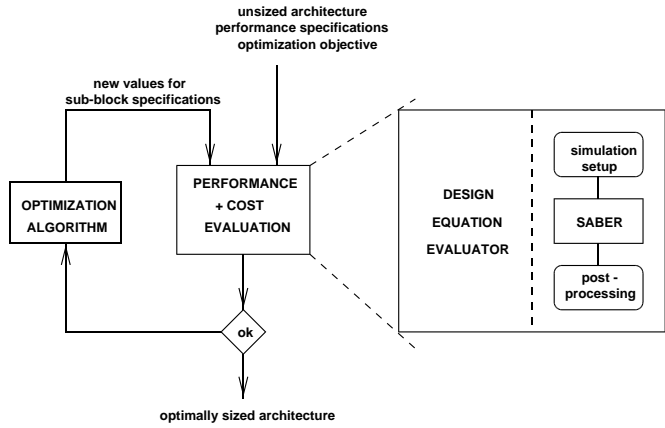 unsized architecture
performance specifications
optimization objective
new values for
sub-block specifications
OPTIMIZATION
ALGORITHM
PERFORMANCE
+ COST
EVALUATION
ok
optimally sized architecture
DESIGN
EQUATION
EVALUATOR
simulation
setup
SABER
post -
processing